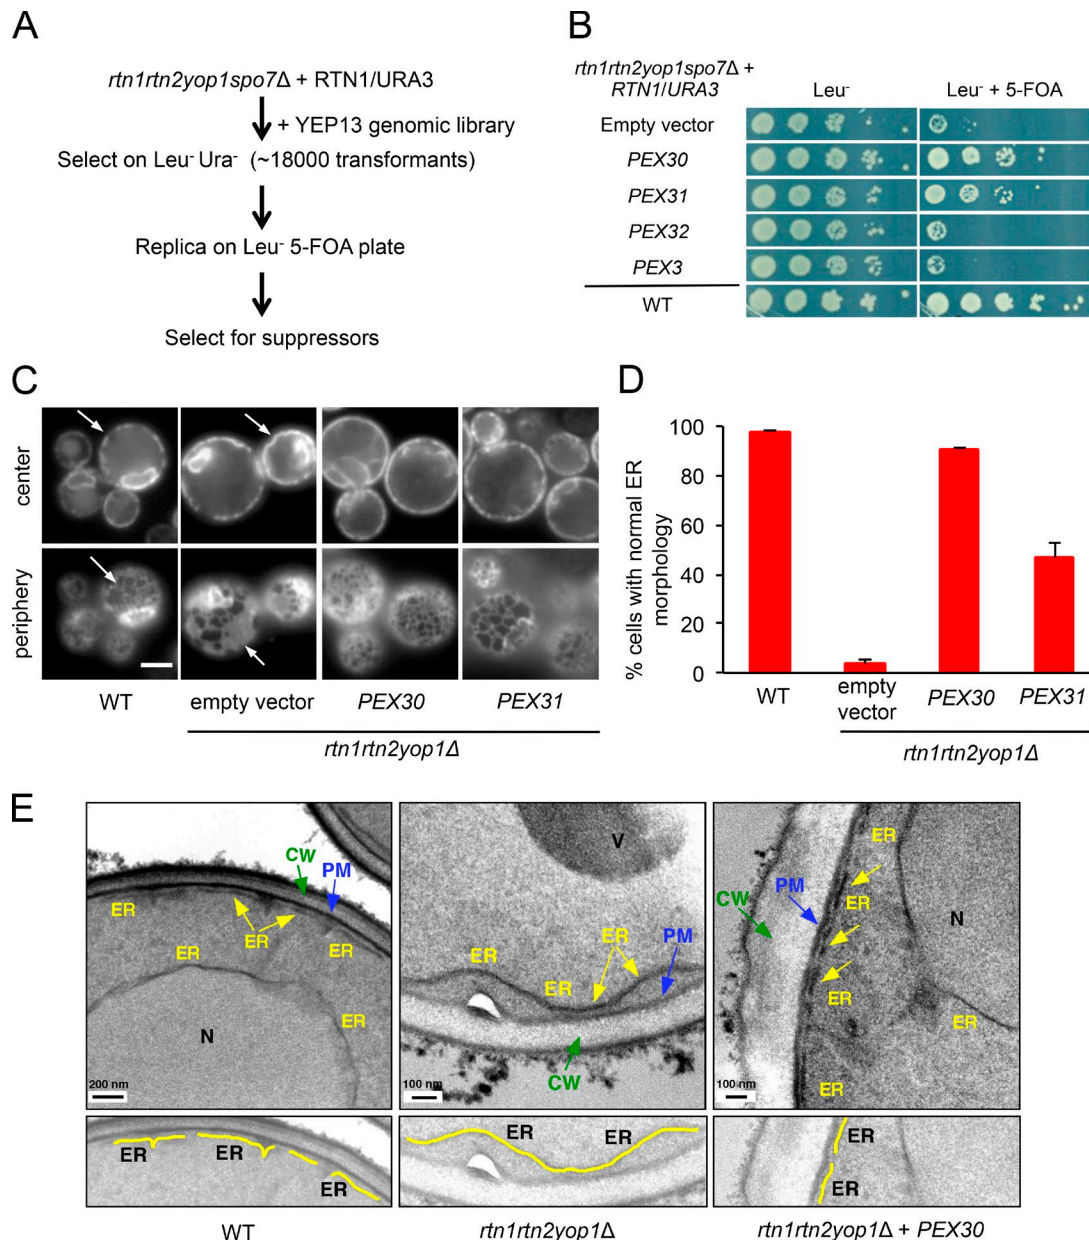 A
rtn1rtn2yop1spo7Δ + RTN1/URA3
+ YEP13 genomic library
Select on Leu- Ura- (~18000 transformants)
Replica on Leu- 5-FOA plate
Select for suppressors
B
rtn1rtn2yop1spo7Δ +
RTN1/URA3
Leu-
Leu- + 5-FOA
Empty vector
PEX30
PEX31
PEX32
PEX3
WT
C
center
periphery
WT
empty vector
PEX30
PEX31
rtn1rtn2yop1Δ
D
% cells with normal ER
morphology
100
80
60
40
20
0
WT
empty
vector
PEX30
PEX31
rtn1rtn2yop1Δ
E
CW
PM
ER
ER
ER
ER
ER
N
200 nm
ER
ER
ER
WT
V
ER
ER
PM
ER
CW
100 nm
ER
ER
rtn1rtn2yop1Δ
ER
PM
ER
CW
N
ER
ER
ER
100 nm
ER
ER
rtn1rtn2yop1Δ + PEX30